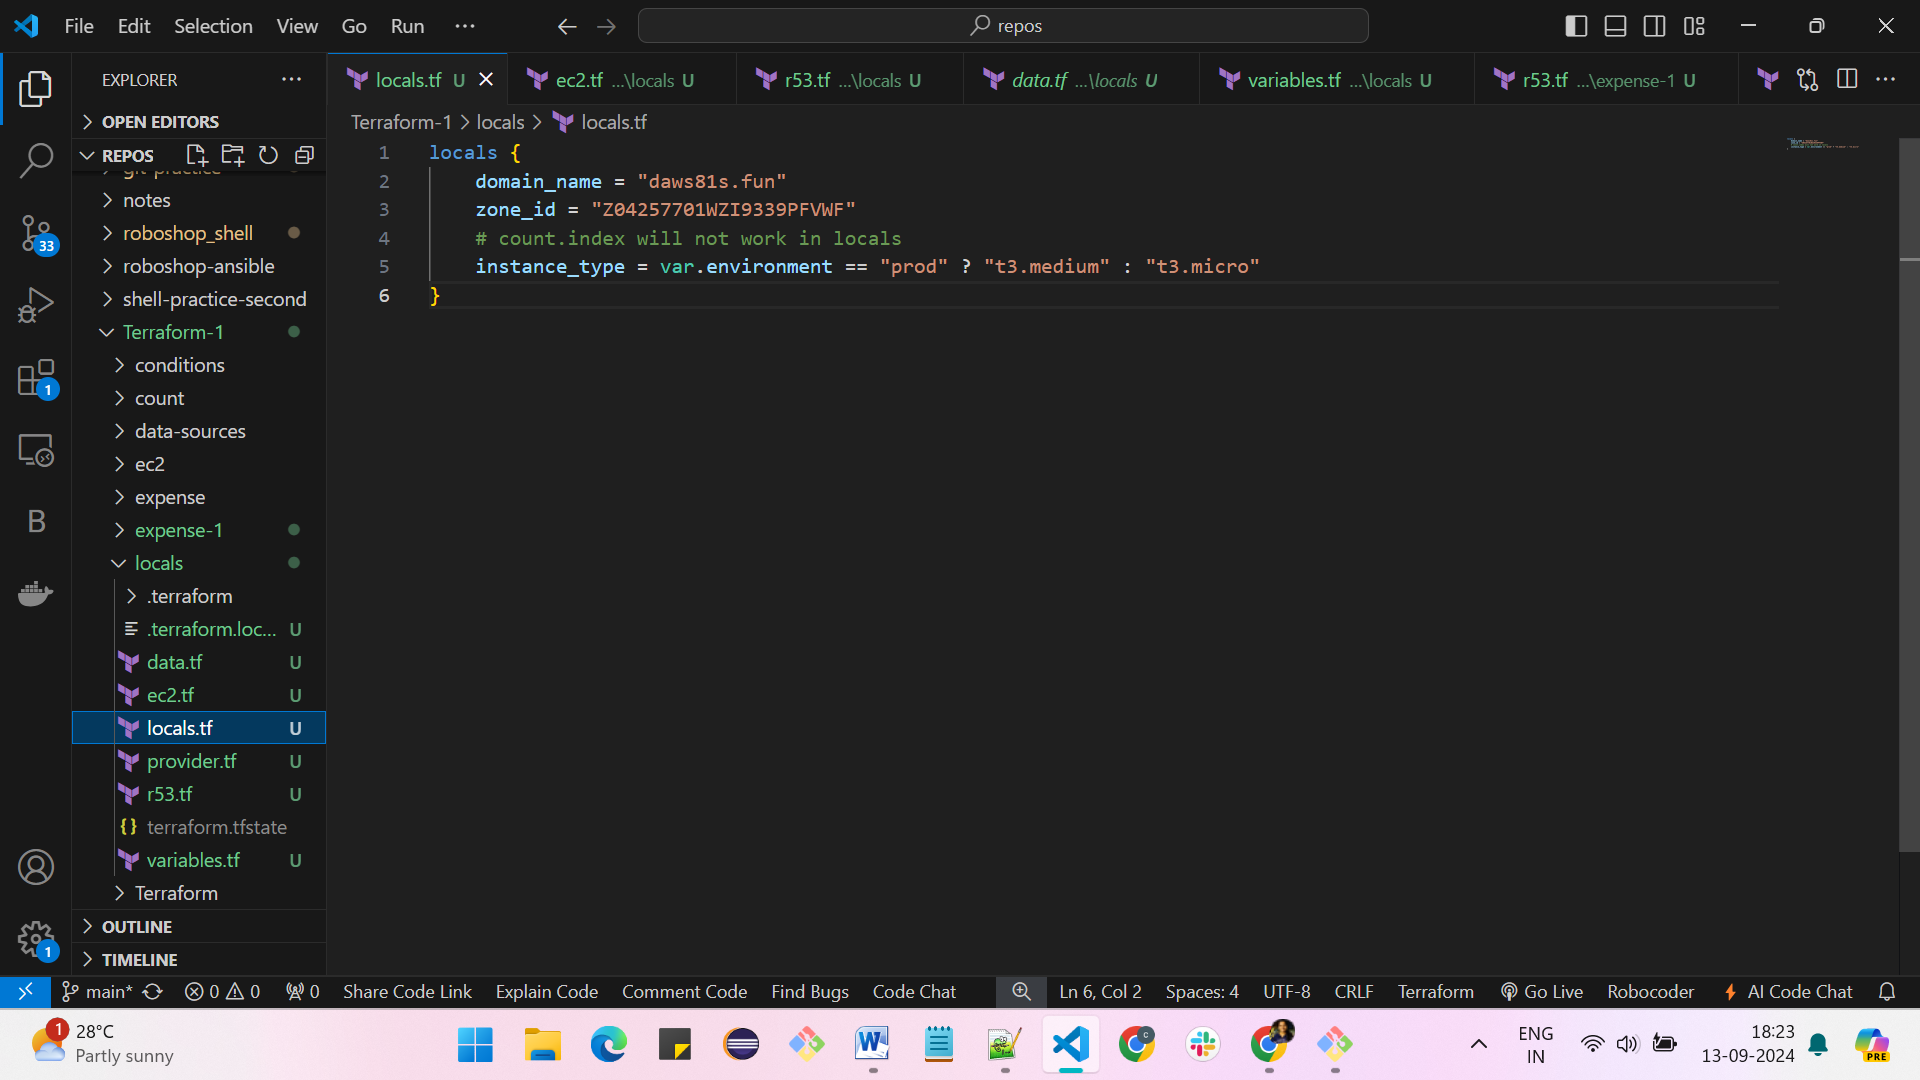 File Edit Selection View Go Run ··· repos
EXPLORER ···
OPEN EDITORS
REPOS
git-practice
notes
roboshop_shell
roboshop-ansible
shell-practice-second
Terraform-1
conditions
count
data-sources
ec2
expense
expense-1
locals
.terraform
.terraform.loc... U
data.tf U
ec2.tf U
locals.tf U
provider.tf U
r53.tf U
{} terraform.tfstate
variables.tf U
Terraform
OUTLINE
TIMELINE
33
1
B
1
locals.tf U ec2.tf ...\locals U r53.tf ...\locals U data.tf ...\locals U variables.tf ...\locals U r53.tf ...\expense-1 U
Terraform-1 > locals > locals.tf
1 locals {
2 domain_name = "daws81s.fun"
3 zone_id = "Z04257701WZI9339PFVWF"
4 # count.index will not work in locals
5 instance_type = var.environment == "prod" ? "t3.medium" : "t3.micro"
6 }
main* 0 0 0 Share Code Link Explain Code Comment Code Find Bugs Code Chat Ln 6, Col 2 Spaces: 4 UTF-8 CRLF Terraform Go Live Robocoder AI Code Chat
1 28°C
Partly sunny
ENG
IN
18:23
13-09-2024
PRE